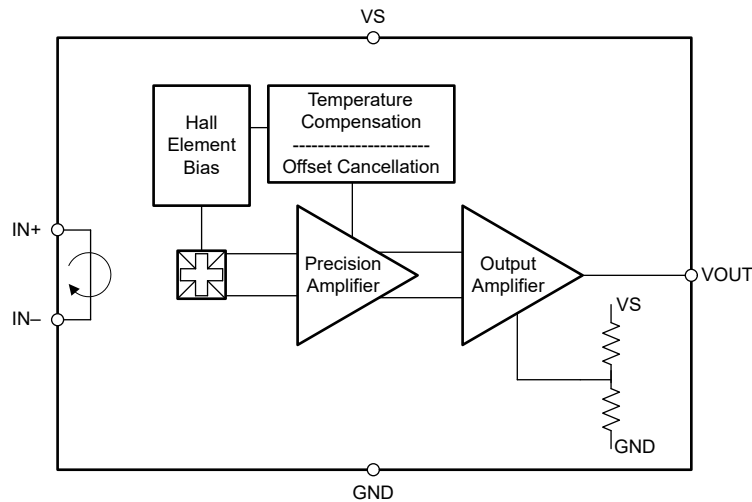 VS
Hall
Element
Bias
Temperature
Compensation
Offset Cancellation
IN+
IN–
Precision
Amplifier
Output
Amplifier
VOUT
VS
GND
GND